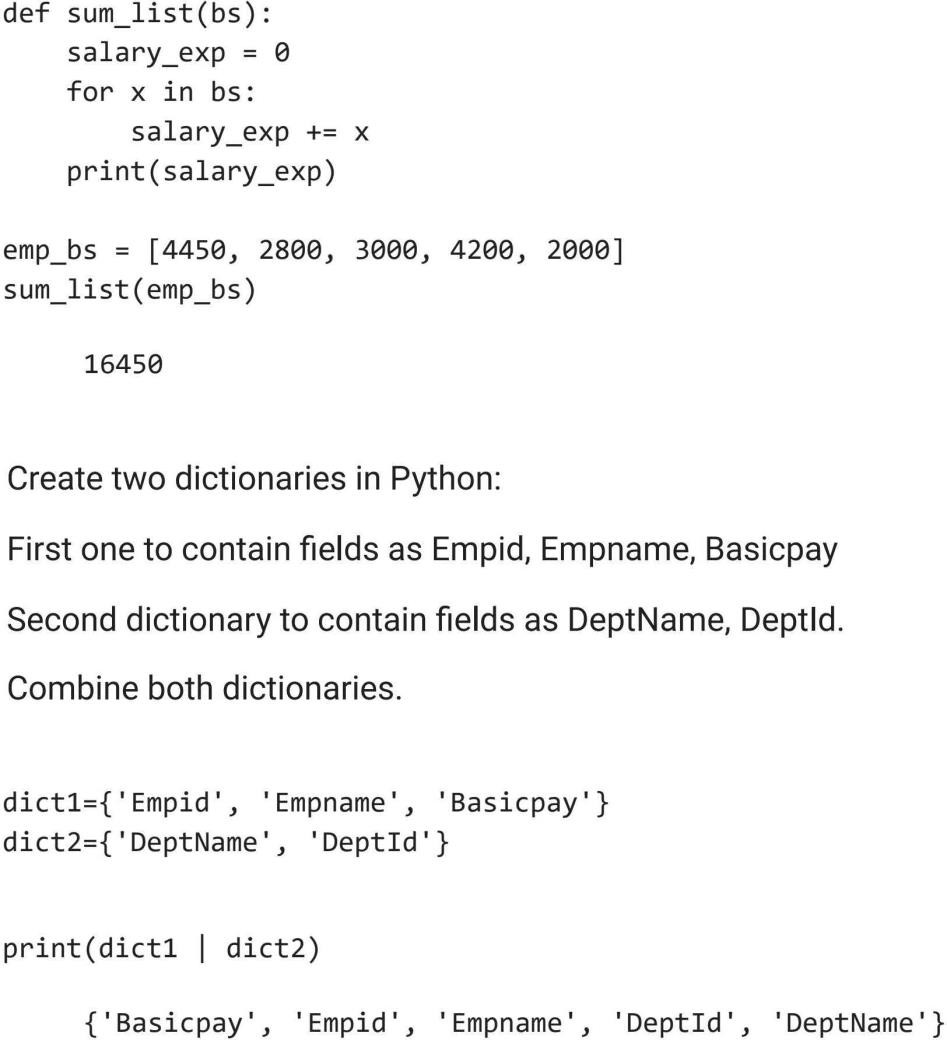 def sum_list(bs):
    salary_exp = 0
    for x in bs:
        salary_exp += x
    print(salary_exp)
emp_bs = [4450, 2800, 3000, 4200, 2000]
sum_list(emp_bs)
16450
Create two dictionaries in Python:
First one to contain fields as Empid, Empname, Basicpay
Second dictionary to contain fields as DeptName, DeptId.
Combine both dictionaries.
dict1={'Empid', 'Empname', 'Basicpay'}
dict2={'DeptName', 'DeptId'}
print(dict1 | dict2)
{'Basicpay', 'Empid', 'Empname', 'DeptId', 'DeptName'}